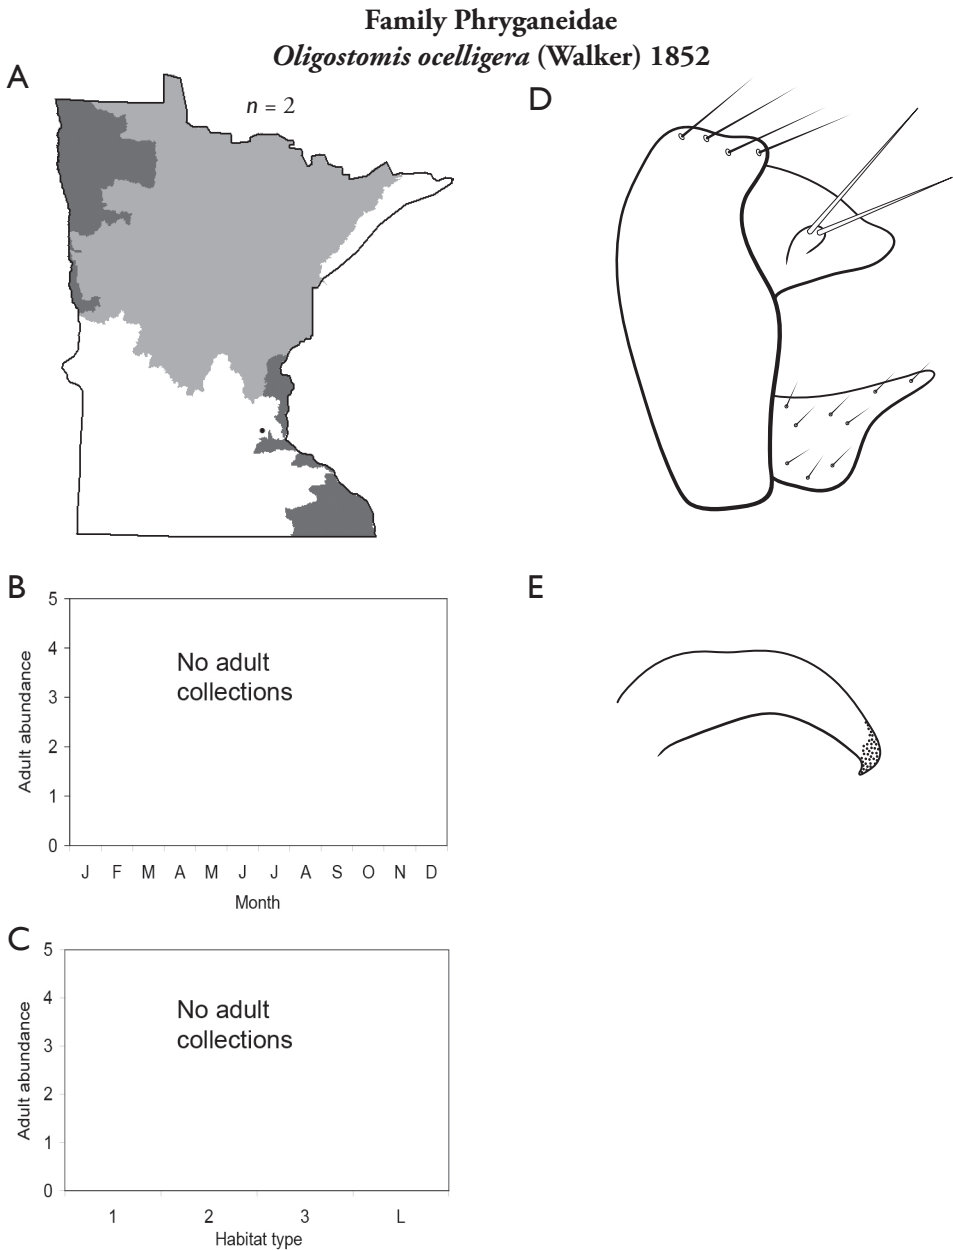 Family Phryganeidae
Oligostomis ocelligera (Walker) 1852
A
n = 2
D
B
5
4
3
2
1
0
Adult abundance
No adult
collections
J F M A M J J A S O N D
Month
E
C
5
4
3
2
1
0
Adult abundance
No adult
collections
1 2 3 L
Habitat type